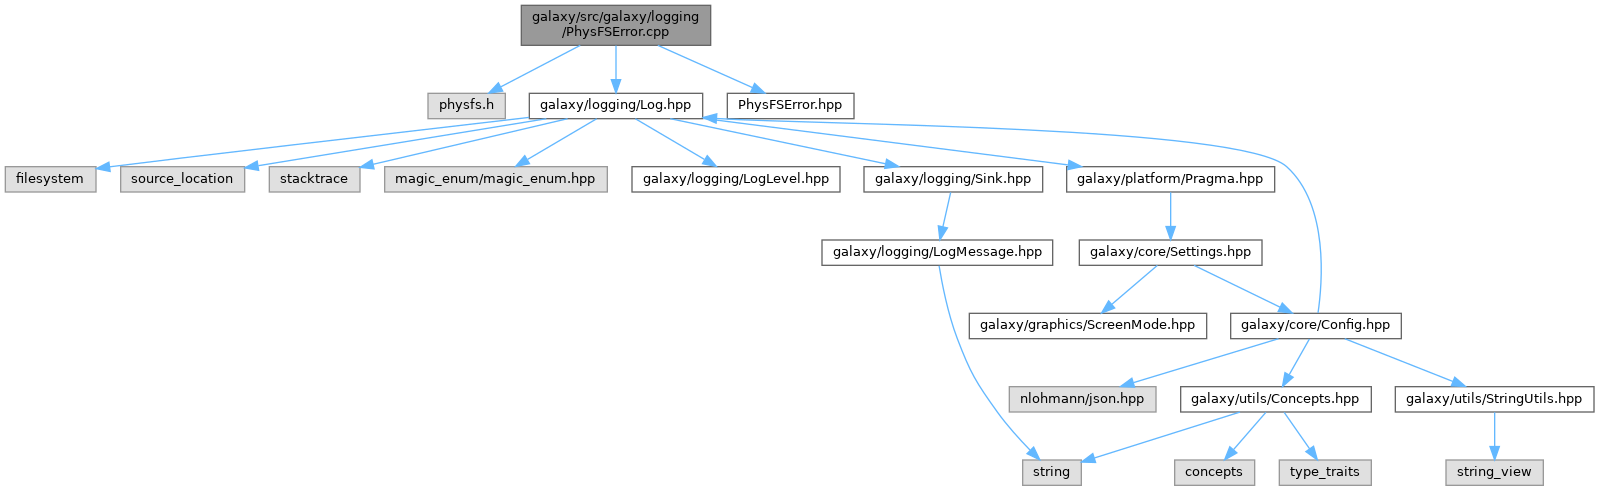 galaxy/src/galaxy/logging
/PhysFSError.cpp
physfs.h
galaxy/logging/Log.hpp
PhysFSError.hpp
filesystem
source_location
stacktrace
magic_enum/magic_enum.hpp
galaxy/logging/LogLevel.hpp
galaxy/logging/Sink.hpp
galaxy/platform/Pragma.hpp
galaxy/logging/LogMessage.hpp
galaxy/core/Settings.hpp
galaxy/graphics/ScreenMode.hpp
galaxy/core/Config.hpp
nlohmann/json.hpp
galaxy/utils/Concepts.hpp
galaxy/utils/StringUtils.hpp
string
concepts
type_traits
string_view